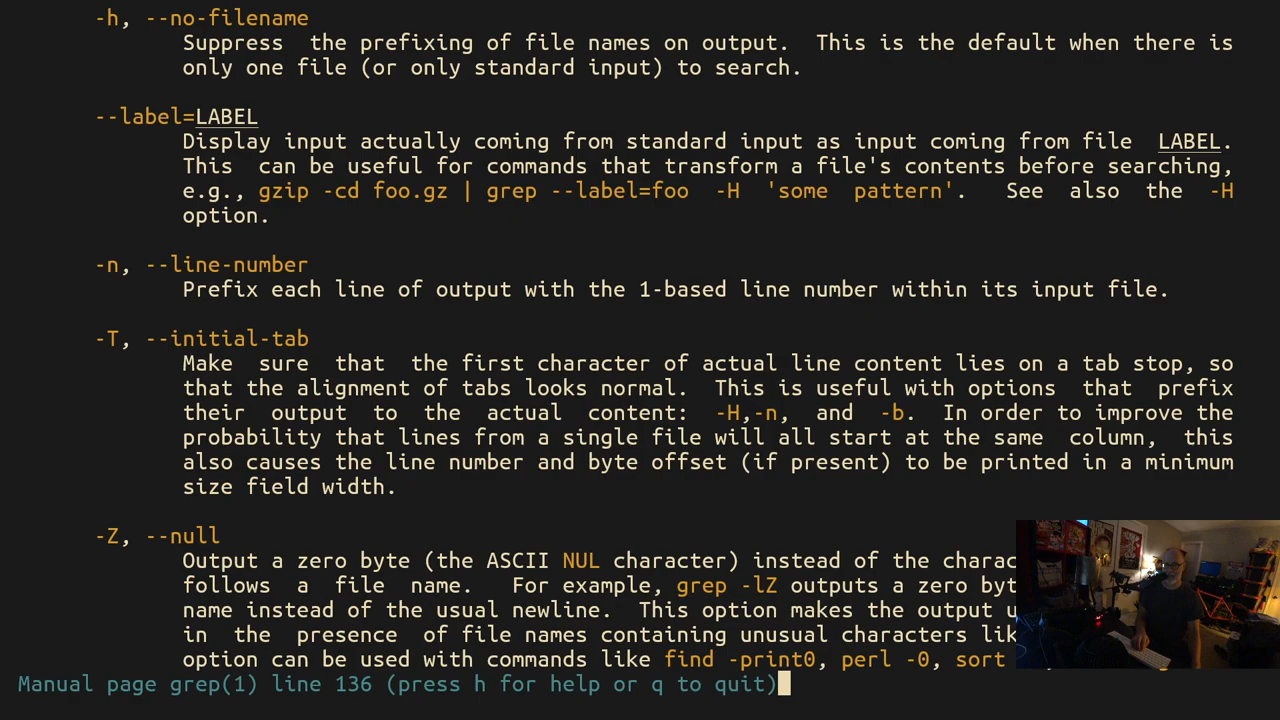 -h, --no-filename
Suppress the prefixing of file names on output. This is the default when there is
only one file (or only standard input) to search.
--label=LABEL
Display input actually coming from standard input as input coming from file LABEL.
This can be useful for commands that transform a file's contents before searching,
e.g., gzip -cd foo.gz | grep --label=foo -H 'some pattern'. See also the -H
option.
-n, --line-number
Prefix each line of output with the 1-based line number within its input file.
-T, --initial-tab
Make sure that the first character of actual line content lies on a tab stop, so
that the alignment of tabs looks normal. This is useful with options that prefix
their output to the actual content: -H,-n, and -b. In order to improve the
probability that lines from a single file will all start at the same column, this
also causes the line number and byte offset (if present) to be printed in a minimum
size field width.
-Z, --null
Output a zero byte (the ASCII NUL character) instead of the
follows a file name. For example, grep -lZ outputs a zero
name instead of the usual newline. This option makes the output
in the presence of file names containing unusual characters
option can be used with commands like find -print0, perl -0, sort
Manual page grep(1) line 136 (press h for help or q to quit)